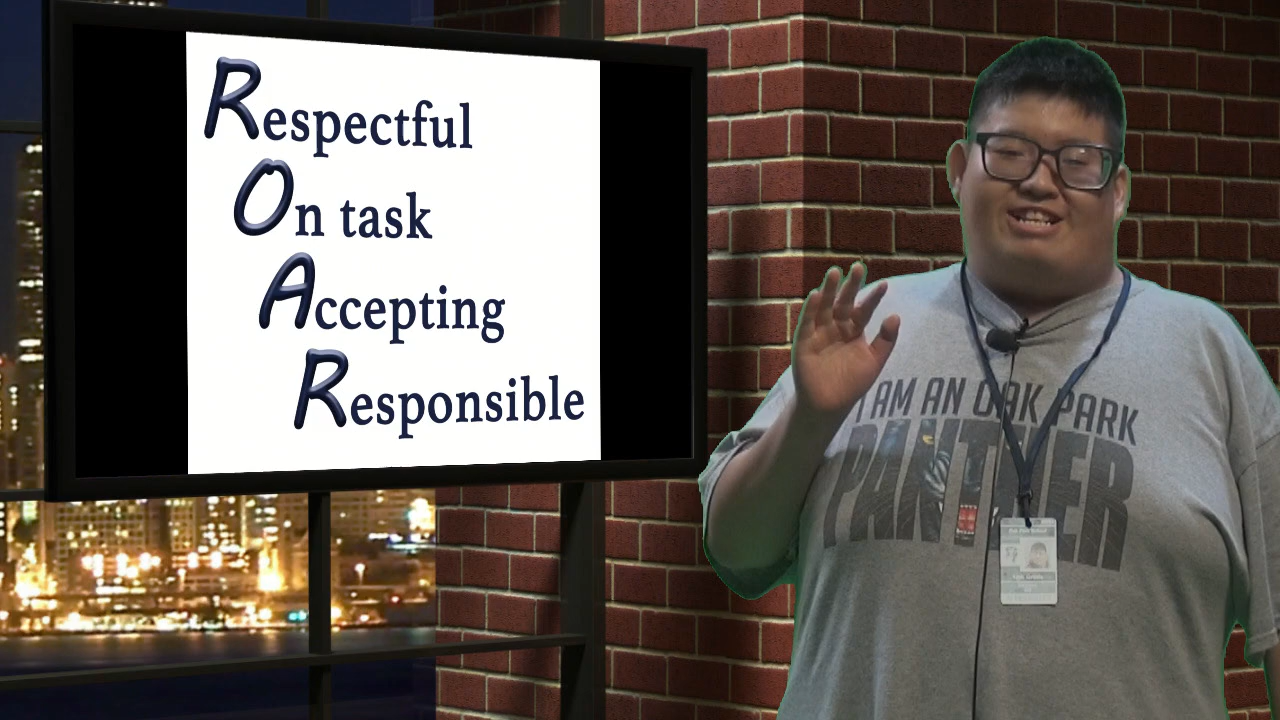 Respectful
On task
Accepting
Responsible
I AM AN OAK PARK
PANTHER